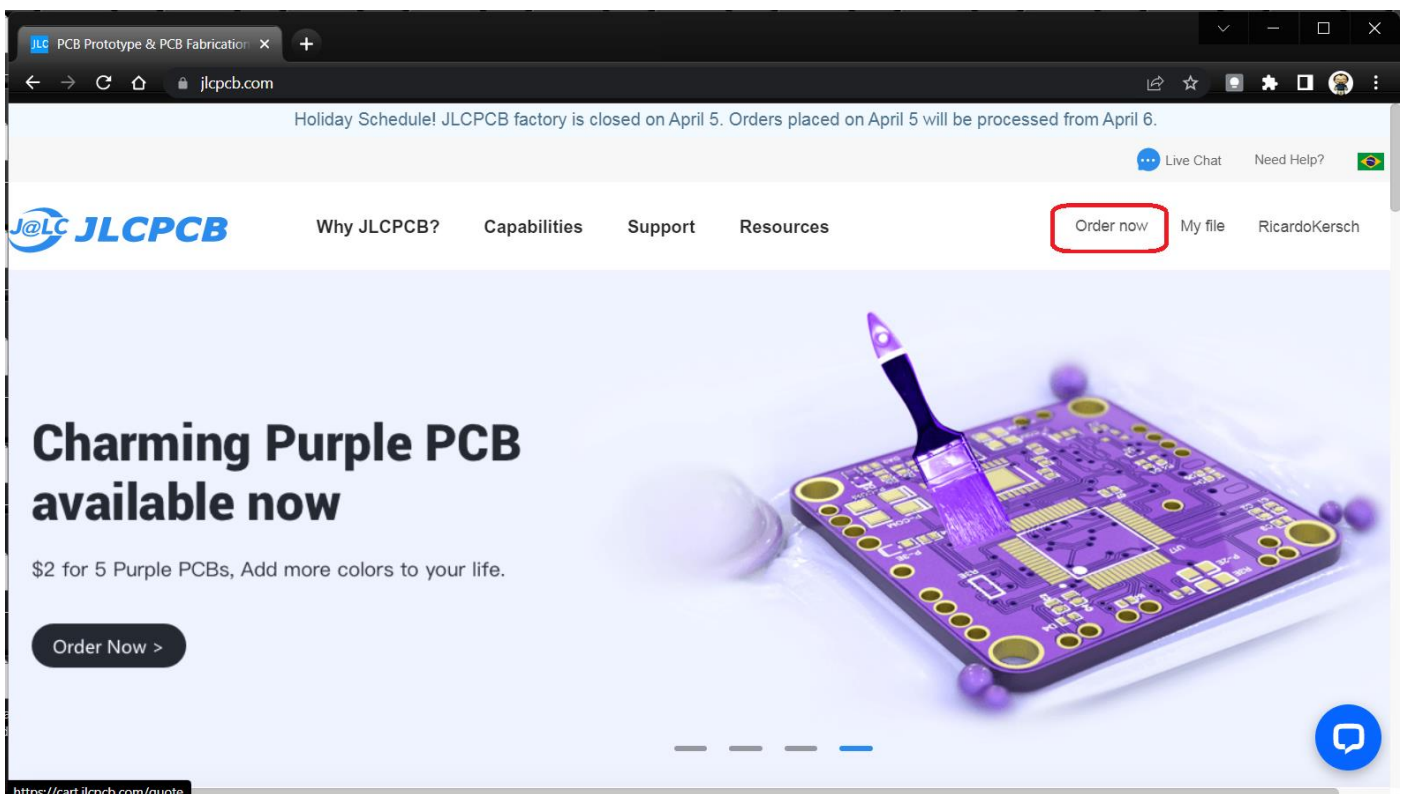 JLC PCB Prototype & PCB Fabrication
jlcpcb.com
Holiday Schedule! JLCPCB factory is closed on April 5. Orders placed on April 5 will be processed from April 6.
Live Chat Need Help?
J@LC JLCPCB Why JLCPCB? Capabilities Support Resources Order now My file RicardoKersch
Charming Purple PCB
available now
$2 for 5 Purple PCBs, Add more colors to your life.
Order Now >
https://cart.jlcpcb.com/quote